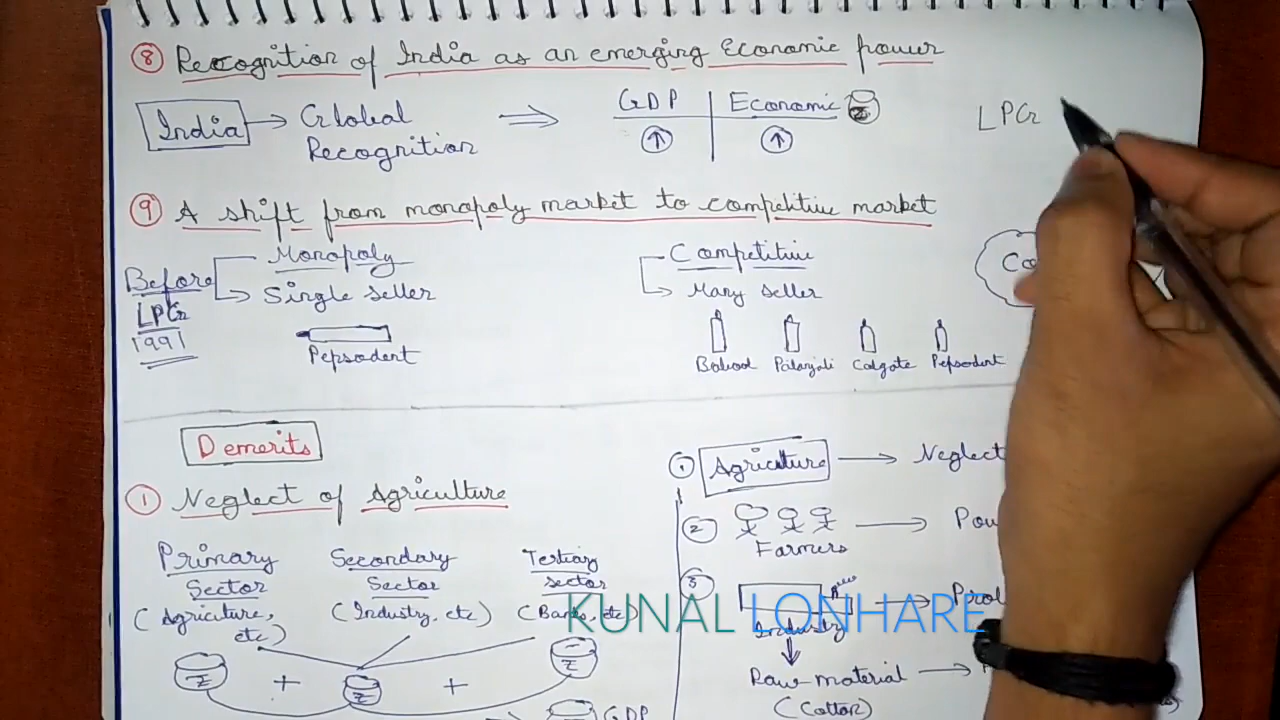 8 Recognition of India as an emerging Economic power
India → Global Recognition ⇒
GDP Economic
↑ ↑
LPG
9 A shift from monopoly market to competitive market
Before LPG 1991
Monopoly
→ Single Seller
Pepsodent
Competitive
→ Many Seller
Babool Patanjali Colgate Pepsodent
Co
Demerits
1 Neglect of Agriculture
Primary Sector
(Agriculture, etc)
Secondary Sector
(Industry, etc)
Tertiary Sector
(Banks, etc)
+ +
GDP
1 Agriculture → Neglect
2 Farmers →
3 Industry →
Raw material →
(Cotton)
KUNAL LONHARE